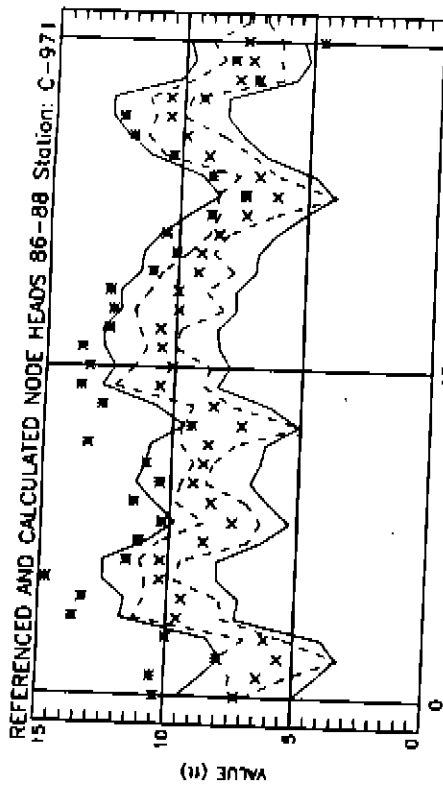 REFERENCED AND CALCULATED NODE HEADS 86-88 Station: C-971
VALUE (ft)
15
10
5
0
0